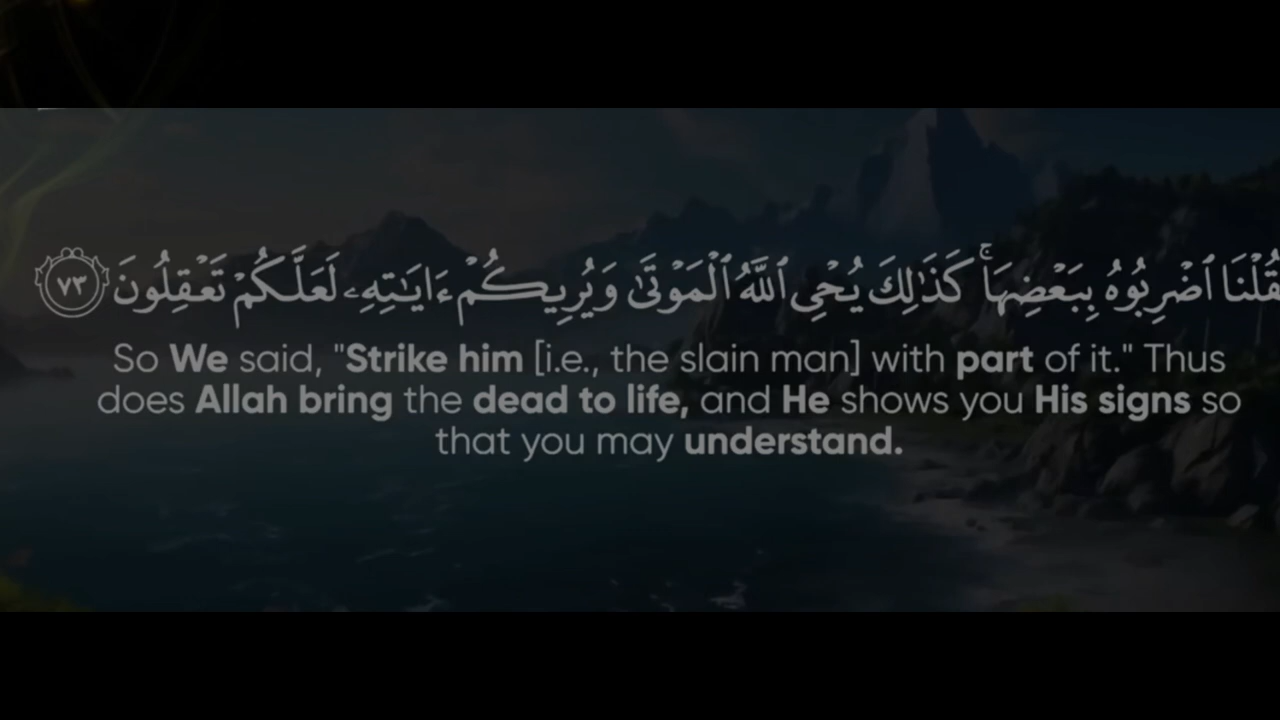 قُلْنَا ٱضْرِبُوهُ بِبَعْضِهَاۚ كَذَٰلِكَ يُحْىِ ٱللَّهُ ٱلْمَوْتَىٰ وَيُرِيكُمْ ءَايَـٰتِهِۦ لَعَلَّكُمْ تَعْقِلُونَ ٧٣
So We said, "Strike him [i.e., the slain man] with part of it." Thus
does Allah bring the dead to life, and He shows you His signs so
that you may understand.